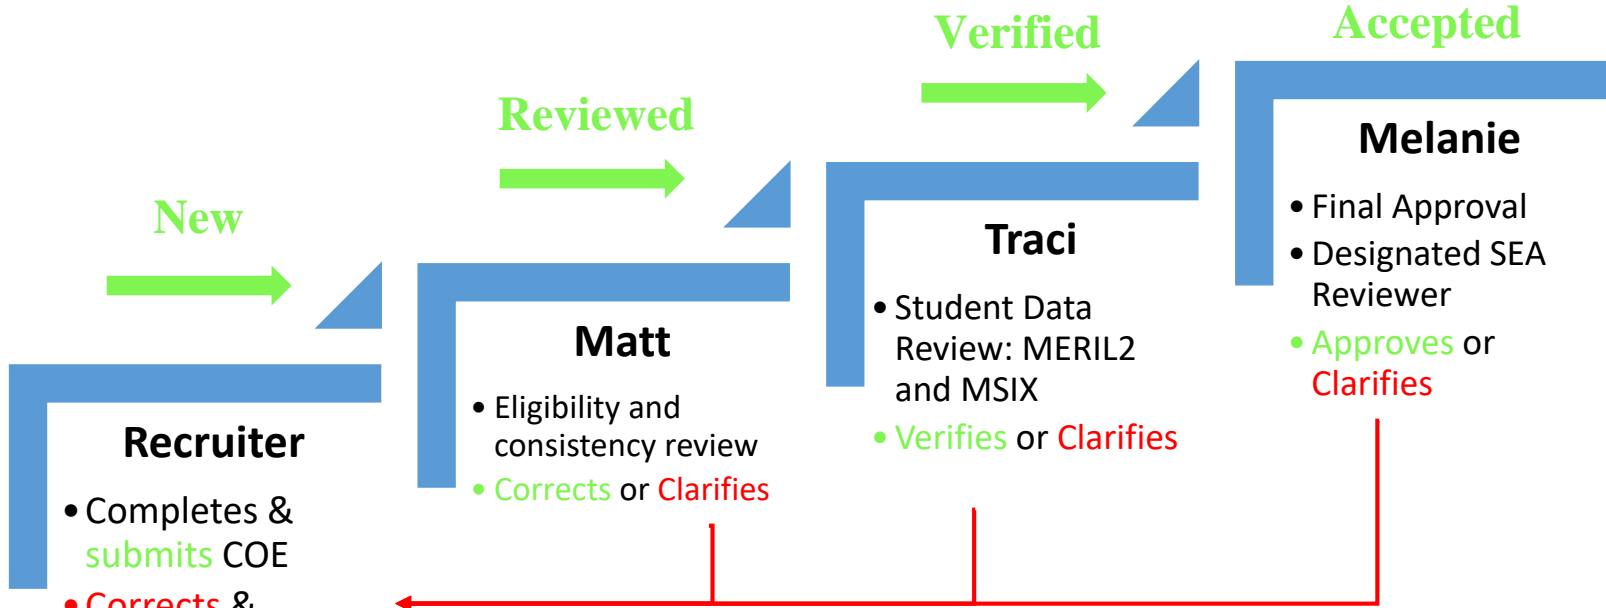 New
Recruiter
• Completes &
submits COE
• Corrects &
Reviewed
Matt
• Eligibility and
consistency review
• Corrects or Clarifies
Verified
Traci
• Student Data
Review: MERIL2
and MSIX
• Verifies or Clarifies
Accepted
Melanie
• Final Approval
• Designated SEA
Reviewer
• Approves or
Clarifies